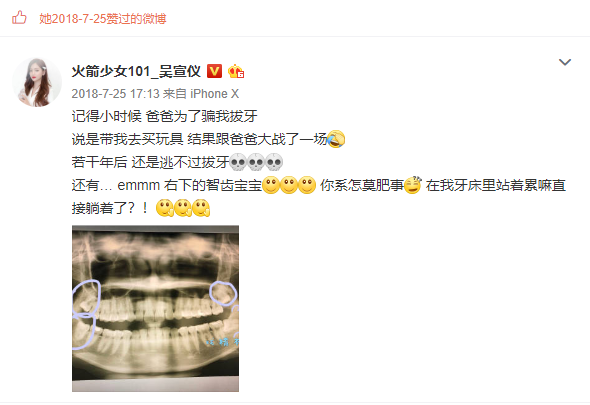 她2018-7-25赞过的微博
火箭少女101_吴宣仪
2018-7-25 17:13 来自 iPhone X
记得小时候 爸爸为了骗我拔牙
说是带我去买玩具 结果跟爸爸大战了一场
若干年后 还是逃不过拔牙
还有... emmm 右下的智齿宝宝 你系怎莫肥事 在我牙床里站着累嘛直
接躺着了？！